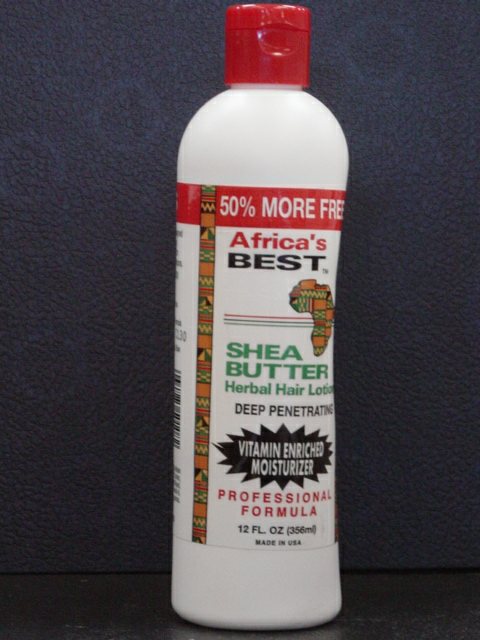 50% MORE FREE
Africa's
BEST™
SHEA
BUTTER
Herbal Hair Lotion
DEEP PENETRATING
VITAMIN ENRICHED
MOISTURIZER
PROFESSIONAL
FORMULA
12 FL. OZ (356ml)
MADE IN USA